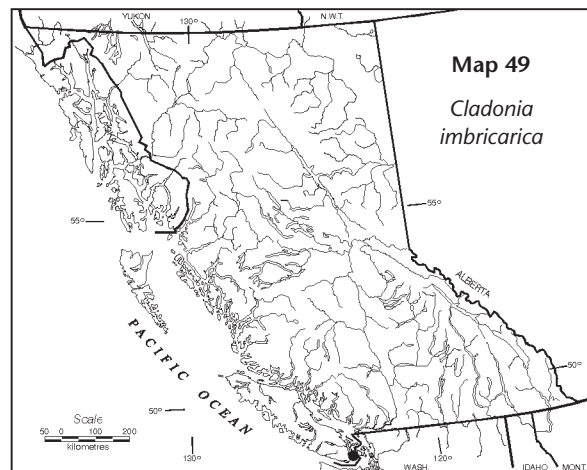 YUKON
130°
N.W.T.
Map 49
Cladonia
imbricarica
55°
55°
ALBERTA
PACIFIC OCEAN
50°
50°
Scale
50 0 100 200
kilometres
130°
WASH.
120°
IDAHO
MONT.